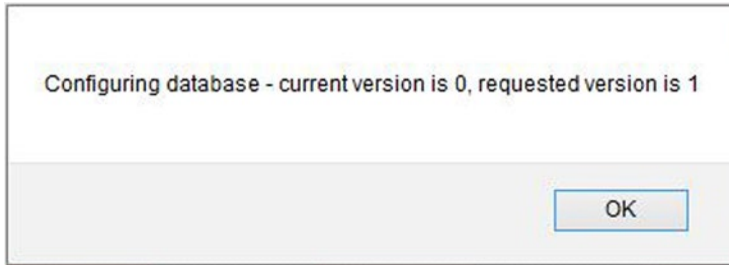 Configuring database - current version is 0, requested version is 1
OK